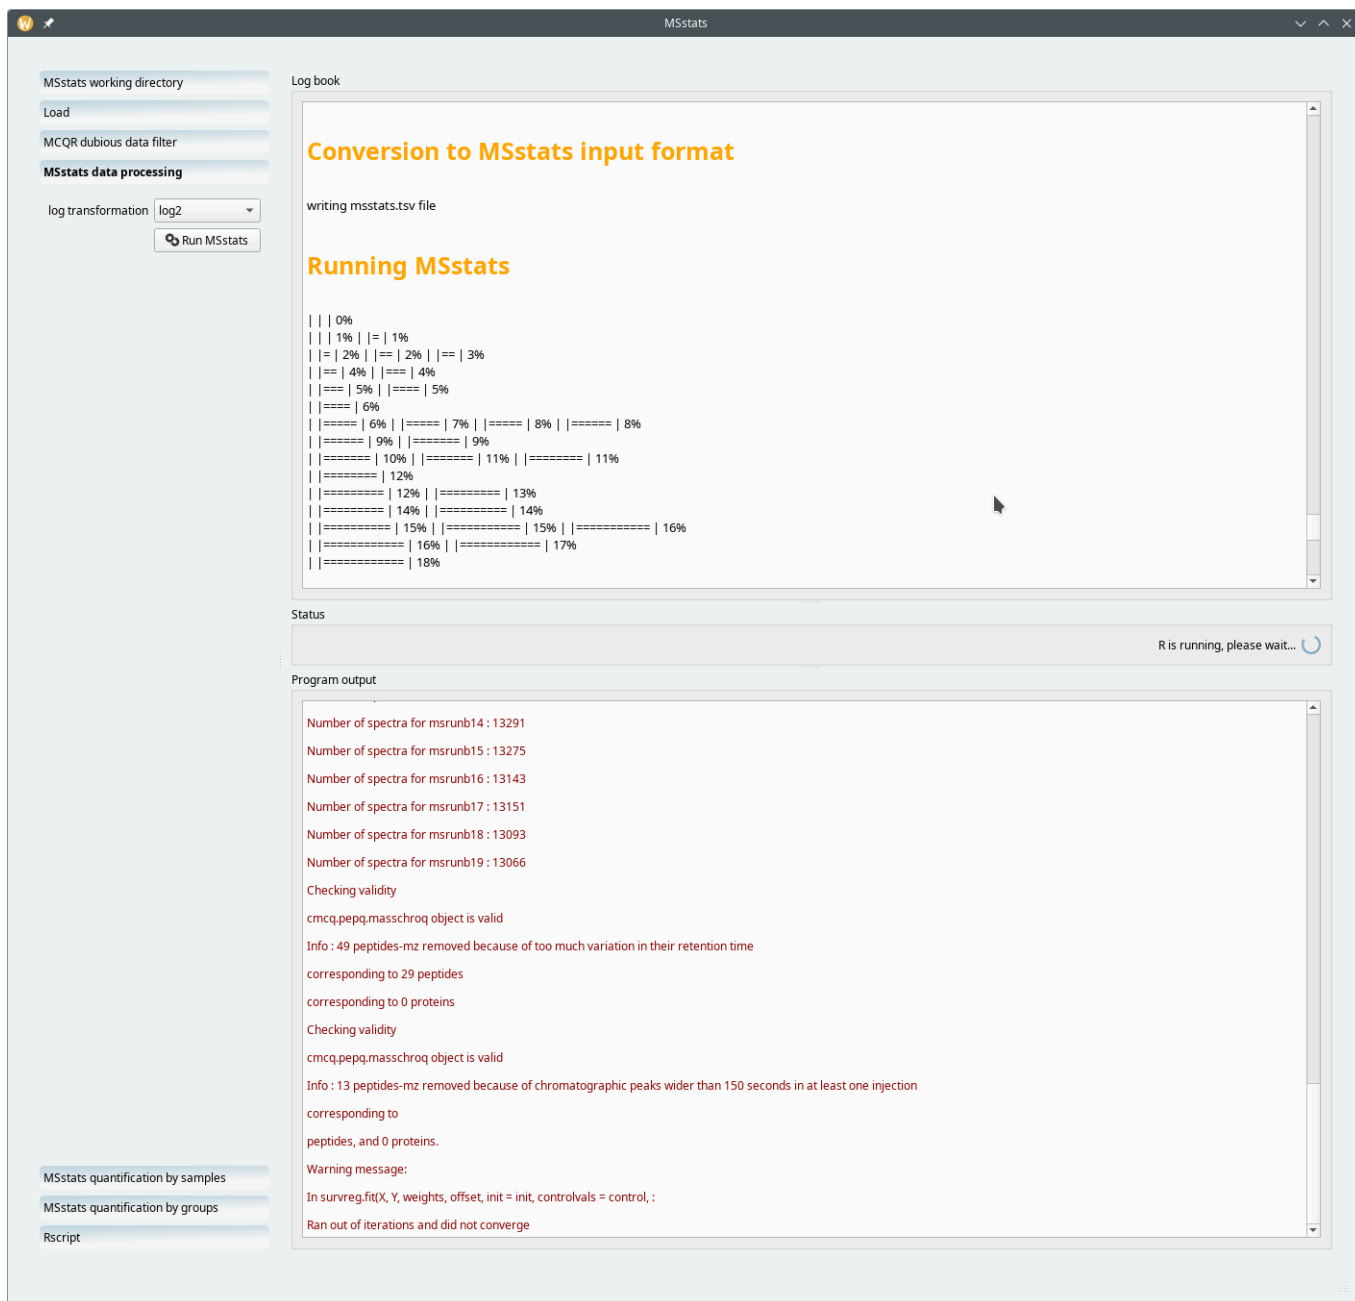 MSstats
MSstats working directory
Load
MCQR dubious data filter
MSstats data processing
log transformation log2
Run MSstats
Log book
Conversion to MSstats input format
writing msstats.tsv file
Running MSstats
| | | 0%
| | | 1% | |= | 1%
| |= | 2% | |== | 2% | |== | 3%
| |== | 4% | |=== | 4%
| |=== | 5% | |==== | 5%
| |==== | 6%
| |===== | 6% | |===== | 7% | |===== | 8% | |====== | 8%
| |====== | 9% | |======= | 9%
| |======= | 10% | |======= | 11% | |======== | 11%
| |======== | 12%
| |========= | 12% | |========= | 13%
| |========= | 14% | |========== | 14%
| |========== | 15% | |=========== | 15% | |=========== | 16%
| |============ | 16% | |============ | 17%
| |============ | 18%
Status
R is running, please wait...
Program output
Number of spectra for msrunb14 : 13291
Number of spectra for msrunb15 : 13275
Number of spectra for msrunb16 : 13143
Number of spectra for msrunb17 : 13151
Number of spectra for msrunb18 : 13093
Number of spectra for msrunb19 : 13066
Checking validity
cmcq.pepq.masschroq object is valid
Info : 49 peptides-mz removed because of too much variation in their retention time
corresponding to 29 peptides
corresponding to 0 proteins
Checking validity
cmcq.pepq.masschroq object is valid
Info : 13 peptides-mz removed because of chromatographic peaks wider than 150 seconds in at least one injection
corresponding to
peptides, and 0 proteins.
Warning message:
In survreg.fit(X, Y, weights, offset, init = init, controlvals = control, :
Ran out of iterations and did not converge
MSstats quantification by samples
MSstats quantification by groups
Rscript